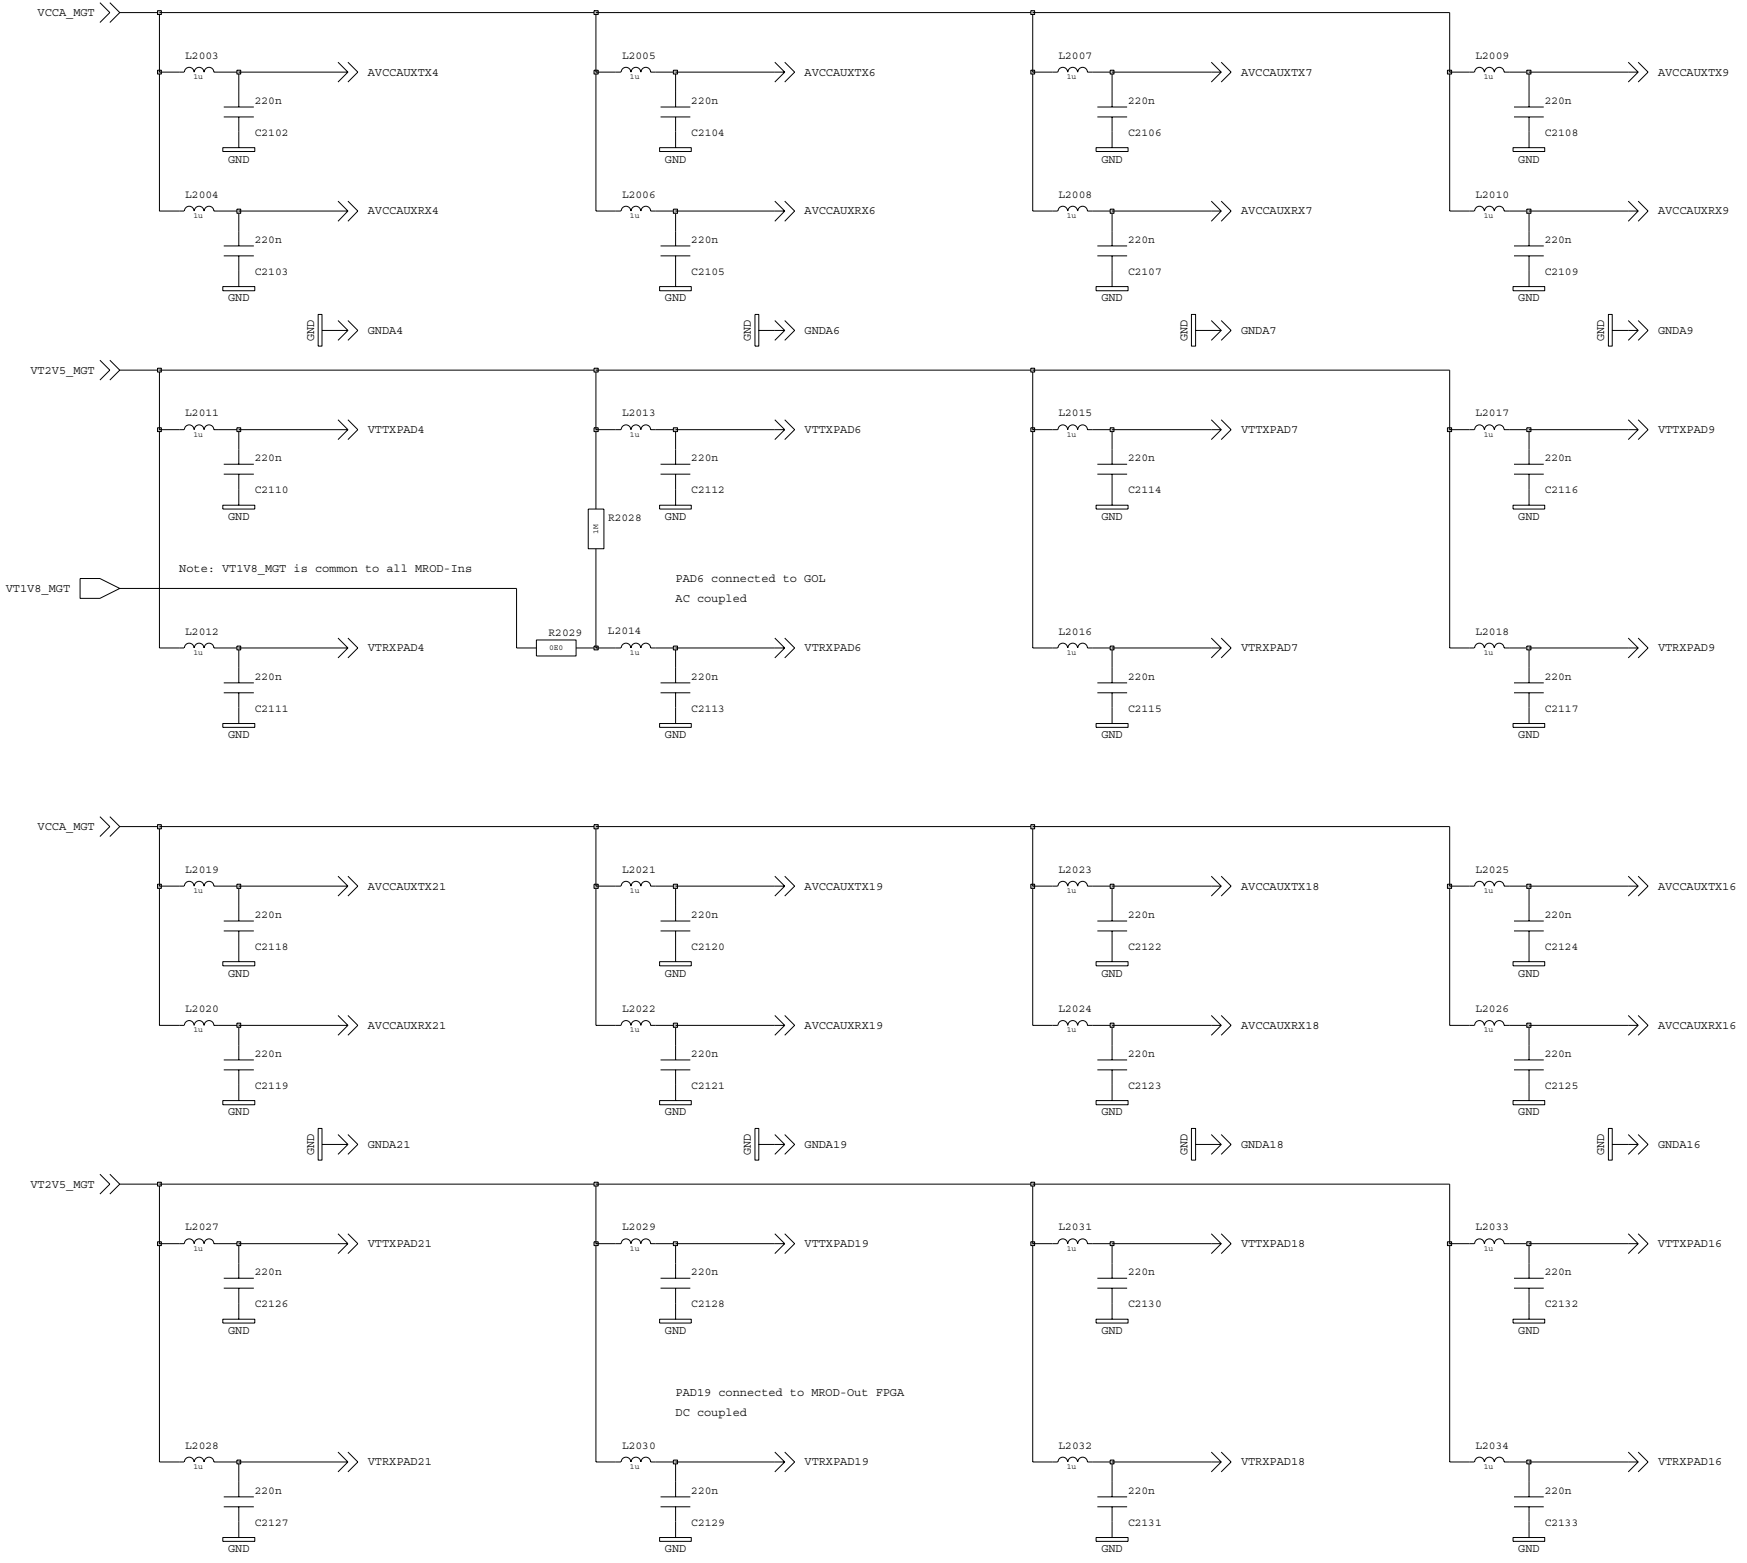 VCCA_MGT
L2003 L2005 L2007 L2009
1u AVCCAUXTX4 1u AVCCAUXTX6 1u AVCCAUXTX7 1u AVCCAUXTX9
220n 220n 220n 220n
C2102 C2104 C2106 C2108
GND GND GND GND
L2004 L2006 L2008 L2010
1u AVCCAUXRX4 1u AVCCAUXRX6 1u AVCCAUXRX7 1u AVCCAUXRX9
220n 220n 220n 220n
C2103 C2105 C2107 C2109
GND GND GND GND
GND GNDA4 GND GNDA6 GND GNDA7 GND GNDA9
VT2V5_MGT
L2011 L2013 L2015 L2017
1u VTTXPAD4 1u VTTXPAD6 1u VTTXPAD7 1u VTTXPAD9
220n 220n 220n 220n
C2110 C2112 C2114 C2116
GND GND GND GND
1M R2028
Note: VT1V8_MGT is common to all MROD-Ins
PAD6 connected to GOL
VT1V8_MGT
AC coupled
L2012 R2029 L2014 L2016 L2018
1u VTRXPAD4 0E0 1u VTRXPAD6 1u VTRXPAD7 1u VTRXPAD9
220n 220n 220n 220n
C2111 C2113 C2115 C2117
GND GND GND GND
VCCA_MGT
L2019 L2021 L2023 L2025
1u AVCCAUXTX21 1u AVCCAUXTX19 1u AVCCAUXTX18 1u AVCCAUXTX16
220n 220n 220n 220n
C2118 C2120 C2122 C2124
GND GND GND GND
L2020 L2022 L2024 L2026
1u AVCCAUXRX21 1u AVCCAUXRX19 1u AVCCAUXRX18 1u AVCCAUXRX16
220n 220n 220n 220n
C2119 C2121 C2123 C2125
GND GND GND GND
GND GNDA21 GND GNDA19 GND GNDA18 GND GNDA16
VT2V5_MGT
L2027 L2029 L2031 L2033
1u VTTXPAD21 1u VTTXPAD19 1u VTTXPAD18 1u VTTXPAD16
220n 220n 220n 220n
C2126 C2128 C2130 C2132
GND GND GND GND
PAD19 connected to MROD-Out FPGA
DC coupled
L2028 L2030 L2032 L2034
1u VTRXPAD21 1u VTRXPAD19 1u VTRXPAD18 1u VTRXPAD16
220n 220n 220n 220n
C2127 C2129 C2131 C2133
GND GND GND GND